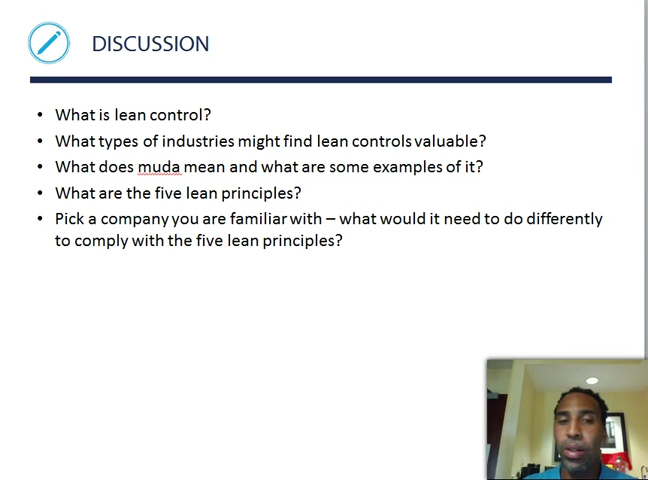 DISCUSSION
• What is lean control?
• What types of industries might find lean controls valuable?
• What does muda mean and what are some examples of it?
• What are the five lean principles?
• Pick a company you are familiar with – what would it need to do differently
to comply with the five lean principles?